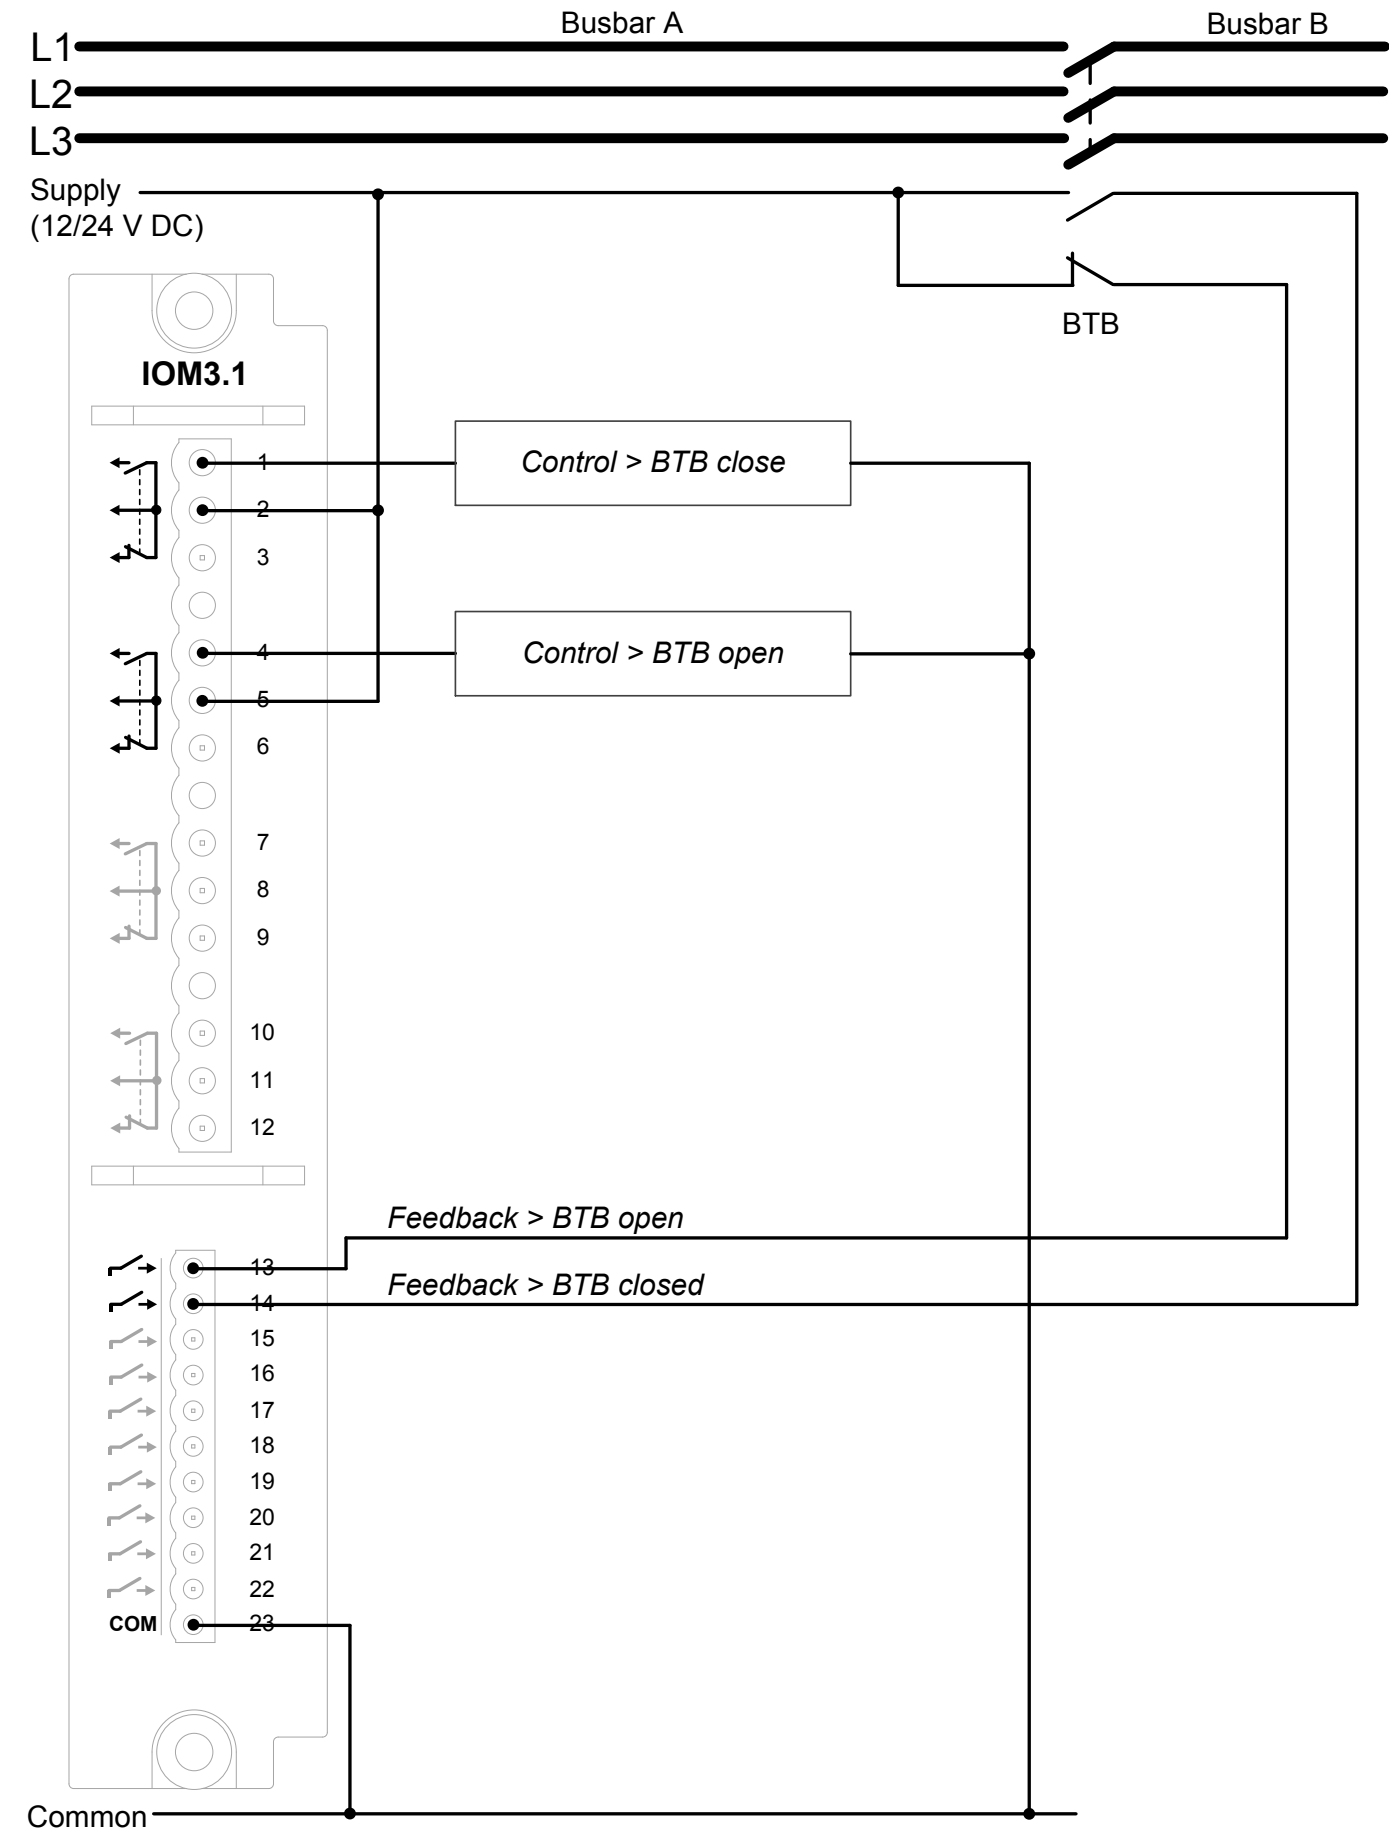 Busbar A
Busbar B
L1
L2
L3
Supply
(12/24 V DC)
BTB
IOM3.1
1
Control > BTB close
2
3
4
Control > BTB open
5
6
7
8
9
10
11
12
Feedback > BTB open
13
Feedback > BTB closed
14
15
16
17
18
19
20
21
22
COM
23
Common